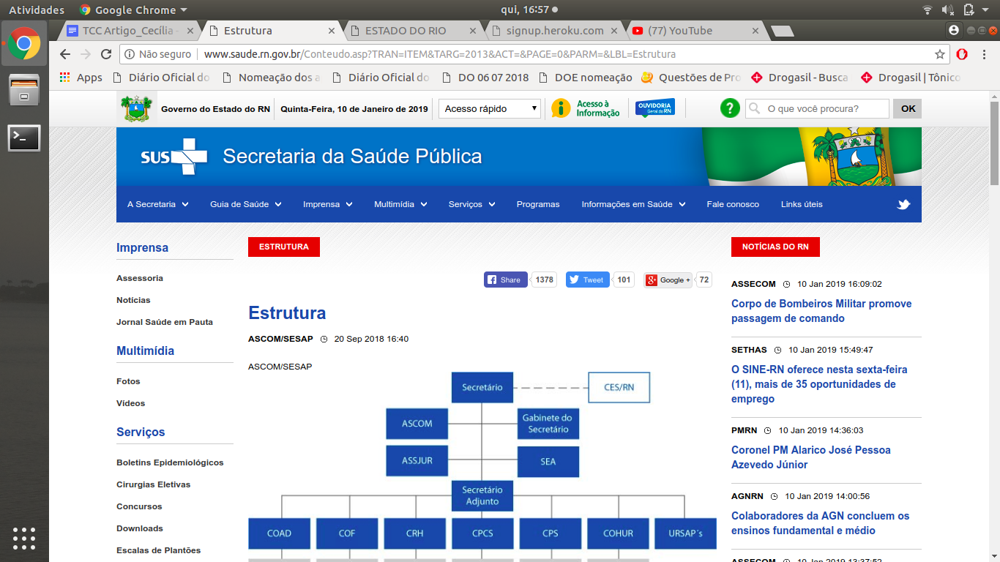 Atividades Google Chrome qui, 16:57
TCC Artigo_Cecília Estrutura ESTADO DO RIO signup.heroku.com (77) YouTube
Não seguro www.saude.rn.gov.br/Conteudo.asp?TRAN=ITEM&TARG=2013&ACT=&PAGE=0&PARM=&LBL=Estrutura
Apps Diário Oficial do Nomeação dos a Diário Oficial do DO 06 07 2018 DOE nomeação Questões de Pro Drogasil - Busca Drogasil | Tônico
Governo do Estado do RN Quinta-Feira, 10 de Janeiro de 2019 Acesso rápido Acesso à Informação OUVIDORIA Geral do RN ? O que você procura? OK
SUS Secretaria da Saúde Pública
A Secretaria Guia de Saúde Imprensa Multimídia Serviços Programas Informações em Saúde Fale conosco Links úteis
Imprensa
Assessoria
Notícias
Jornal Saúde em Pauta
Multimídia
Fotos
Vídeos
Serviços
Boletins Epidemiológicos
Cirurgias Eletivas
Concursos
Downloads
Escalas de Plantões
ESTRUTURA
Share 1378 Tweet 101 Google + 72
Estrutura
ASCOM/SESAP 20 Sep 2018 16:40
ASCOM/SESAP
Secretário CES/RN
ASCOM Gabinete do
Secretário
ASSJUR SEA
Secretário
Adjunto
COAD COF CRH CPCS CPS COHUR URSAP´s
NOTÍCIAS DO RN
ASSECOM 10 Jan 2019 16:09:02
Corpo de Bombeiros Militar promove
passagem de comando
SETHAS 10 Jan 2019 15:49:47
O SINE-RN oferece nesta sexta-feira
(11), mais de 35 oportunidades de
emprego
PMRN 10 Jan 2019 14:36:03
Coronel PM Alarico José Pessoa
Azevedo Júnior
AGNRN 10 Jan 2019 14:00:56
Colaboradores da AGN concluem os
ensinos fundamental e médio
ASSECOM 10 Jan 2019 13:37:52